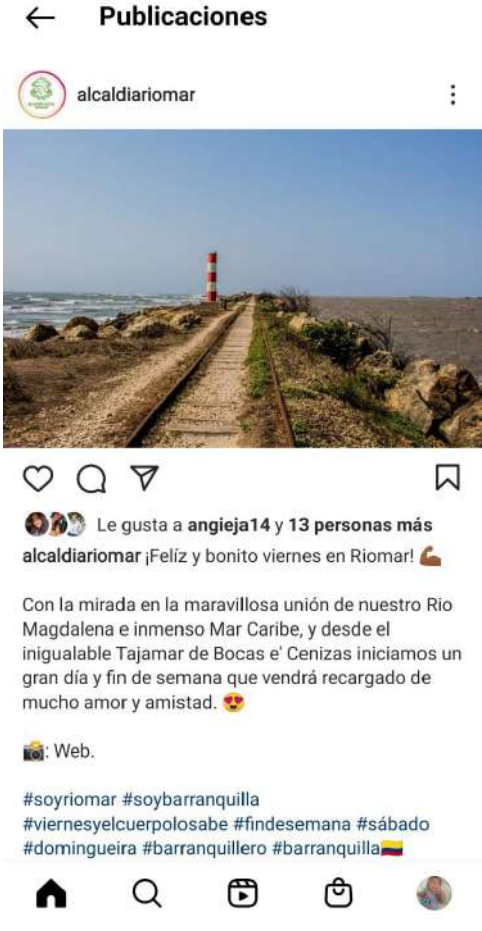 Publicaciones
alcaldiariomar
Le gusta a angieja14 y 13 personas más
alcaldiariomar ¡Felíz y bonito viernes en Riomar! 💪🏾
Con la mirada en la maravillosa unión de nuestro Rio
Magdalena e inmenso Mar Caribe, y desde el
inigualable Tajamar de Bocas e' Cenizas iniciamos un
gran día y fin de semana que vendrá recargado de
mucho amor y amistad. 😍
📸: Web.
#soyriomar #soybarranquilla
#viernesyelcuerpolosabe #findesemana #sábado
#domingueira #barranquillero #barranquilla🇨🇴